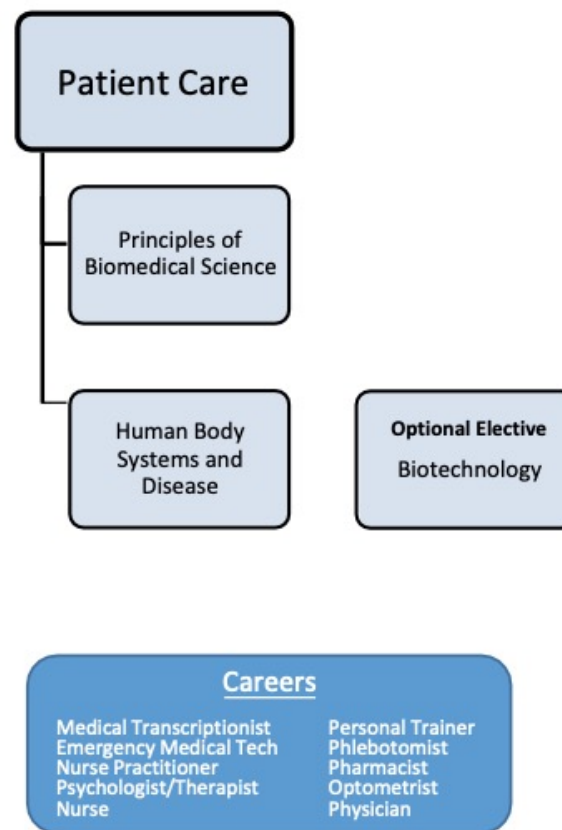 Patient Care
Principles of
Biomedical Science
Human Body
Systems and
Disease
Optional Elective
Biotechnology
Careers
Medical Transcriptionist
Emergency Medical Tech
Nurse Practitioner
Psychologist/Therapist
Nurse
Personal Trainer
Phlebotomist
Pharmacist
Optometrist
Physician